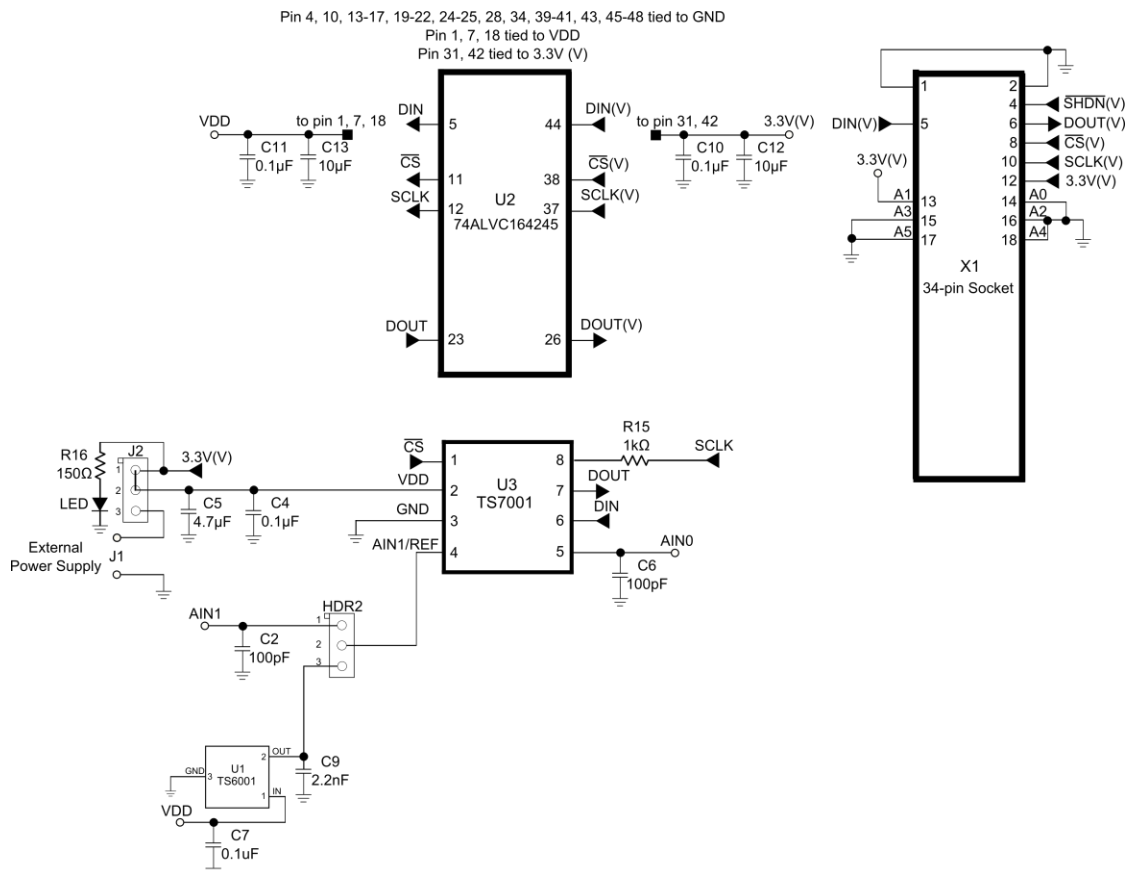 Pin 4, 10, 13-17, 19-22, 24-25, 28, 34, 39-41, 43, 45-48 tied to GND
Pin 1, 7, 18 tied to VDD
Pin 31, 42 tied to 3.3V (V)
VDD
to pin 1, 7, 18
C11
0.1µF
C13
10µF
DIN
5
CS
11
SCLK
12
DOUT
23
U2
74ALVC164245
44
DIN(V)
38
CS(V)
37
SCLK(V)
26
DOUT(V)
to pin 31, 42
3.3V(V)
C10
0.1µF
C12
10µF
1
2
4
SHDN(V)
DIN(V)
5
6
DOUT(V)
8
CS(V)
10
SCLK(V)
3.3V(V)
12
3.3V(V)
A1
13
14
A0
A3
15
16
A2
A5
17
18
A4
X1
34-pin Socket
R16
150Ω
LED
J2
1
2
3
3.3V(V)
C5
4.7µF
C4
0.1µF
External
Power Supply
J1
CS
1
VDD
2
GND
3
AIN1/REF
4
U3
TS7001
8
R15
1kΩ
SCLK
7
DOUT
6
DIN
5
AIN0
C6
100pF
AIN1
C2
100pF
HDR2
1
2
3
U1
TS6001
GND
3
2
OUT
1
IN
C9
2.2nF
VDD
C7
0.1uF